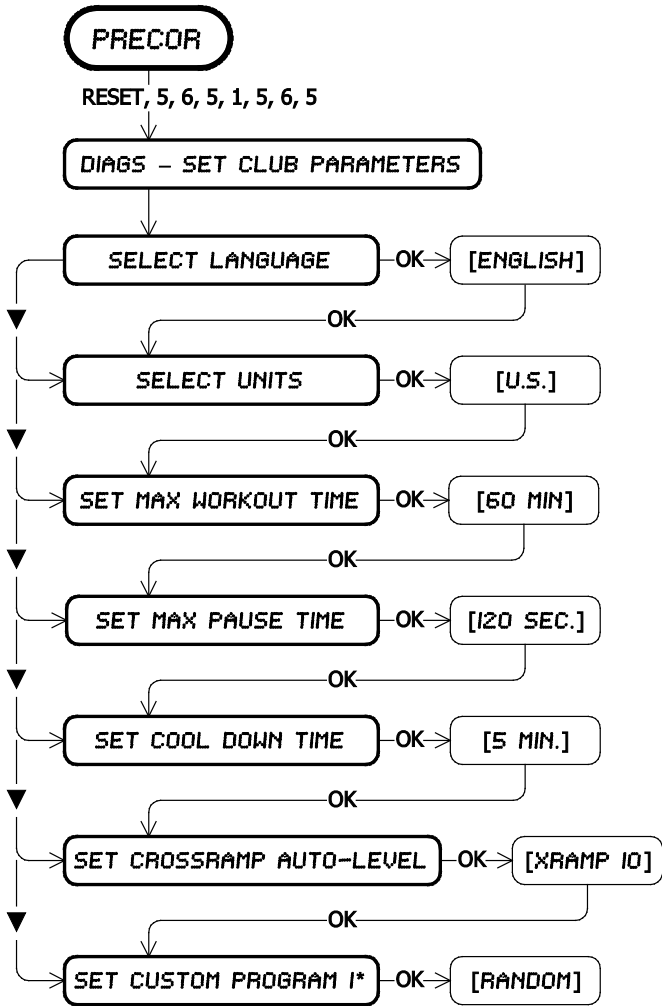 PRECOR
RESET, 5, 6, 5, 1, 5, 6, 5
DIAGS – SET CLUB PARAMETERS
SELECT LANGUAGE OK [ENGLISH]
OK
SELECT UNITS OK [U.S.]
OK
SET MAX WORKOUT TIME OK [60 MIN]
OK
SET MAX PAUSE TIME OK [120 SEC.]
OK
SET COOL DOWN TIME OK [5 MIN.]
OK
SET CROSSRAMP AUTO-LEVEL OK [XRAMP 10]
OK
SET CUSTOM PROGRAM 1* OK [RANDOM]